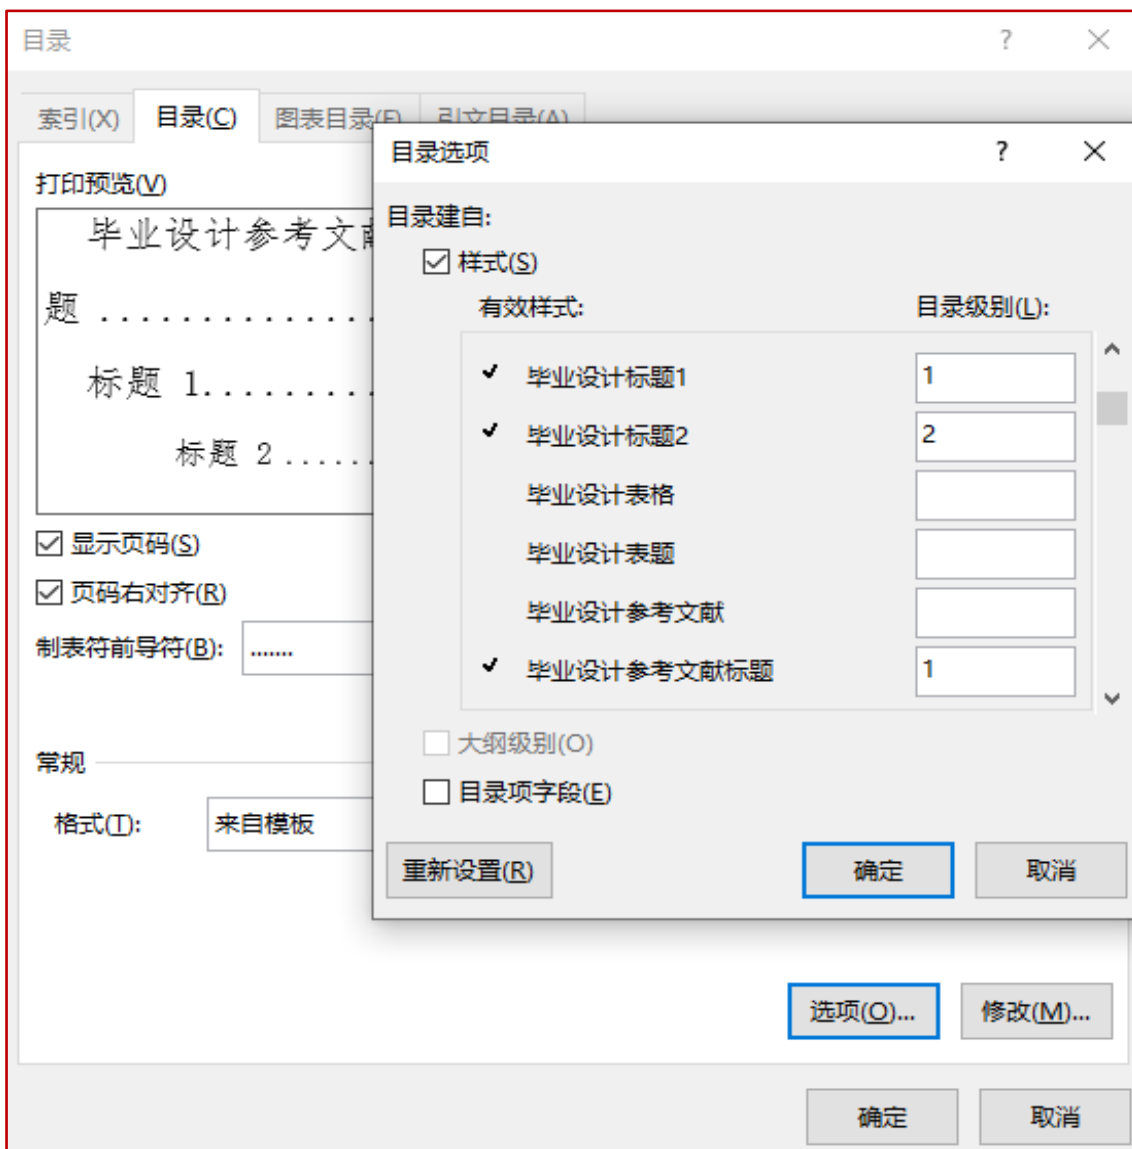 目录
索引(X) 目录(C) 图表目录(F) 引文目录(A)
打印预览(V)
毕业设计参考文献
题 ................
标题 1..........
标题 2 ......
显示页码(S)
页码右对齐(R)
制表符前导符(B): .......
常规
格式(T): 来自模板
选项(O)... 修改(M)...
确定 取消
目录选项
目录建自:
样式(S)
有效样式: 目录级别(L):
毕业设计标题1 1
毕业设计标题2 2
毕业设计表格
毕业设计表题
毕业设计参考文献
毕业设计参考文献标题 1
大纲级别(O)
目录项字段(E)
重新设置(R) 确定 取消